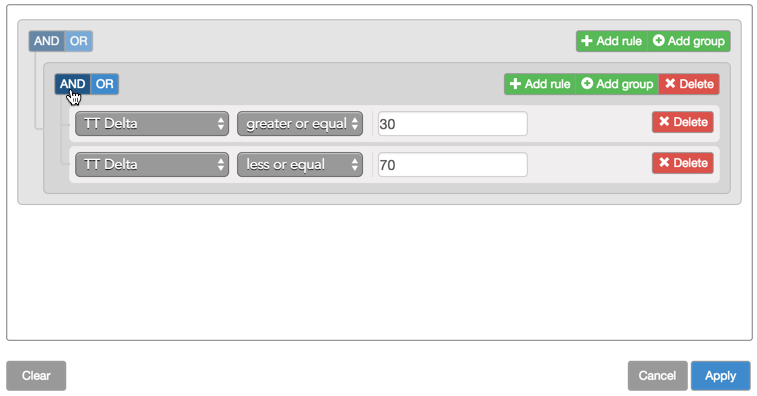 AND OR Add rule Add group
AND OR Add rule Add group Delete
TT Delta greater or equal 30 Delete
TT Delta less or equal 70 Delete
Clear Cancel Apply